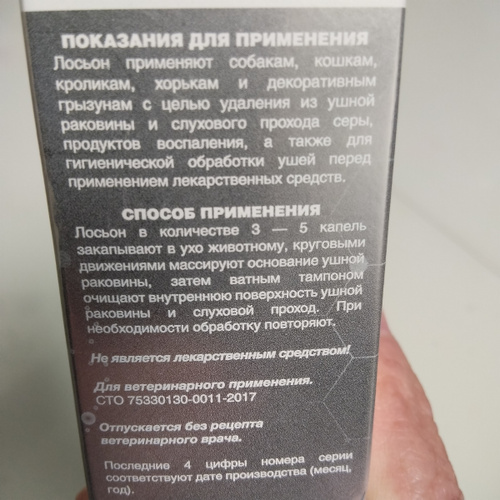 ПОКАЗАНИЯ ДЛЯ ПРИМЕНЕНИЯ
Лосьон применяют собакам, кошкам,
кроликам, хорькам и декоративным
грызунам с целью удаления из ушной
раковины и слухового прохода серы,
продуктов воспаления, а также для
гигиенической обработки ушей перед
применением лекарственных средств.
СПОСОБ ПРИМЕНЕНИЯ
Лосьон в количестве 3 — 5 капель
закапывают в ухо животному, круговыми
движениями массируют основание ушной
раковины, затем ватным тампоном
очищают внутреннюю поверхность ушной
раковины и слуховой проход. При
необходимости обработку повторяют.
Не является лекарственным средством!
Для ветеринарного применения.
СТО 75330130-0011-2017
Отпускается без рецепта
ветеринарного врача.
Последние 4 цифры номера серии
соответствуют дате производства (месяц,
год).